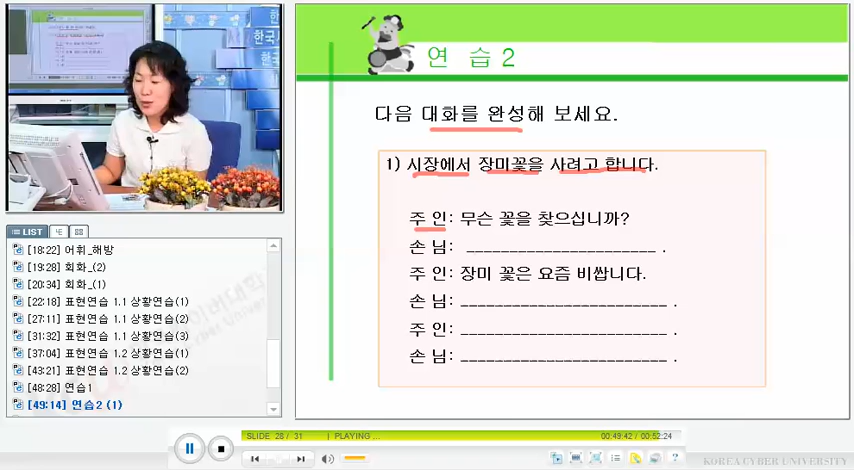 연 습 2
다음 대화를 완성해 보세요.
1) 시장에서 장미꽃을 사려고 합니다.
주 인: 무슨 꽃을 찾으십니까?
손 님: ____________________ .
주 인: 장미 꽃은 요즘 비쌉니다.
손 님: ______________________ .
주 인: ______________________ .
손 님: ______________________ .
LIST
[18:22] 어휘_해방
[19:28] 회화_(2)
[20:34] 회화_(1)
[22:18] 표현연습 1.1 상황연습(1)
[27:11] 표현연습 1.1 상황연습(2)
[31:32] 표현연습 1.1 상황연습(3)
[37:04] 표현연습 1.2 상황연습(1)
[43:21] 표현연습 1.2 상황연습(2)
[48:28] 연습1
[49:14] 연습2 (1)
SLIDE 28 / 31 | PLAYING ...
00:49:42 / 00:52:24
KOREA CYBER UNIVERSITY